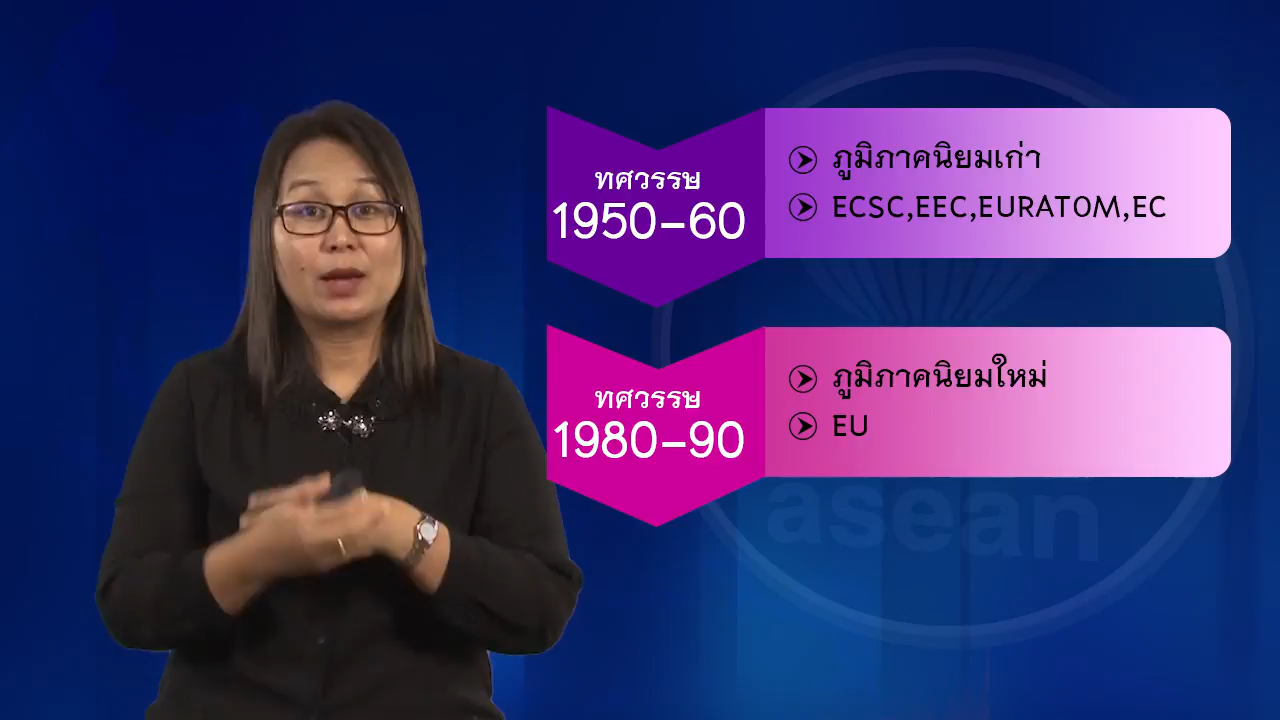 ทศวรรษ
1950-60
ภูมิภาคนิยมเก่า
ECSC,EEC,EURATOM,EC
ทศวรรษ
1980-90
ภูมิภาคนิยมใหม่
EU
asean